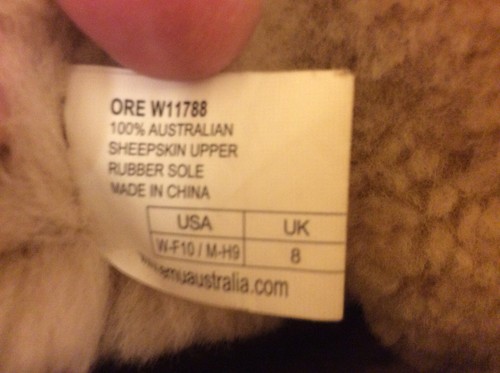 ORE W11788
100% AUSTRALIAN
SHEEPSKIN UPPER
RUBBER SOLE
MADE IN CHINA
USA UK
W-F10 / M-H9 8
emuaustralia.com